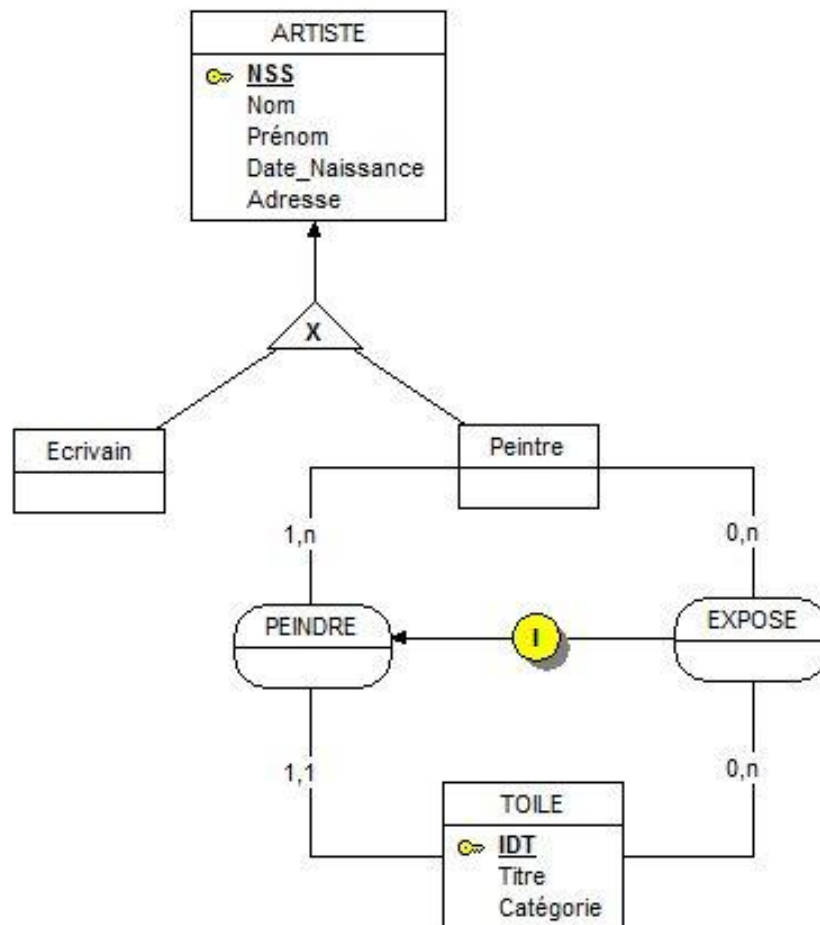 ARTISTE
NSS
Nom
Prénom
Date_Naissance
Adresse
X
Ecrivain
Peintre
1,n
0,n
PEINDRE
I
EXPOSE
1,1
0,n
TOILE
IDT
Titre
Catégorie